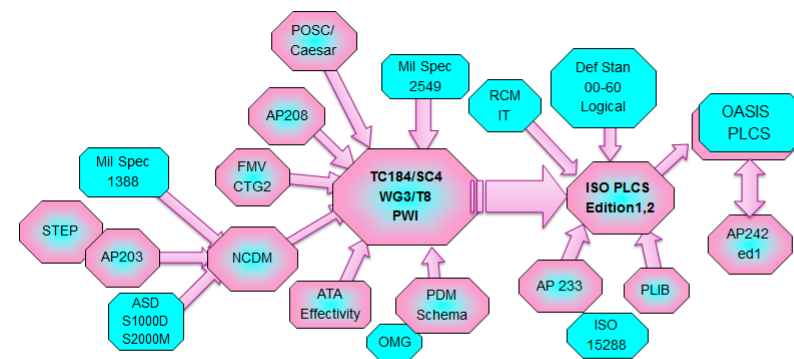 POSC/
Caesar
Mil Spec
2549
RCM
IT
Def Stan
00-60
Logical
OASIS
PLCS
AP208
FMV
CTG2
Mil Spec
1388
TC184/SC4
WG3/T8
PWI
ISO PLCS
Edition1,2
STEP
AP203
NCDM
AP242
ed1
ASD
S1000D
S2000M
ATA
Effectivity
PDM
Schema
OMG
AP 233
PLIB
ISO
15288